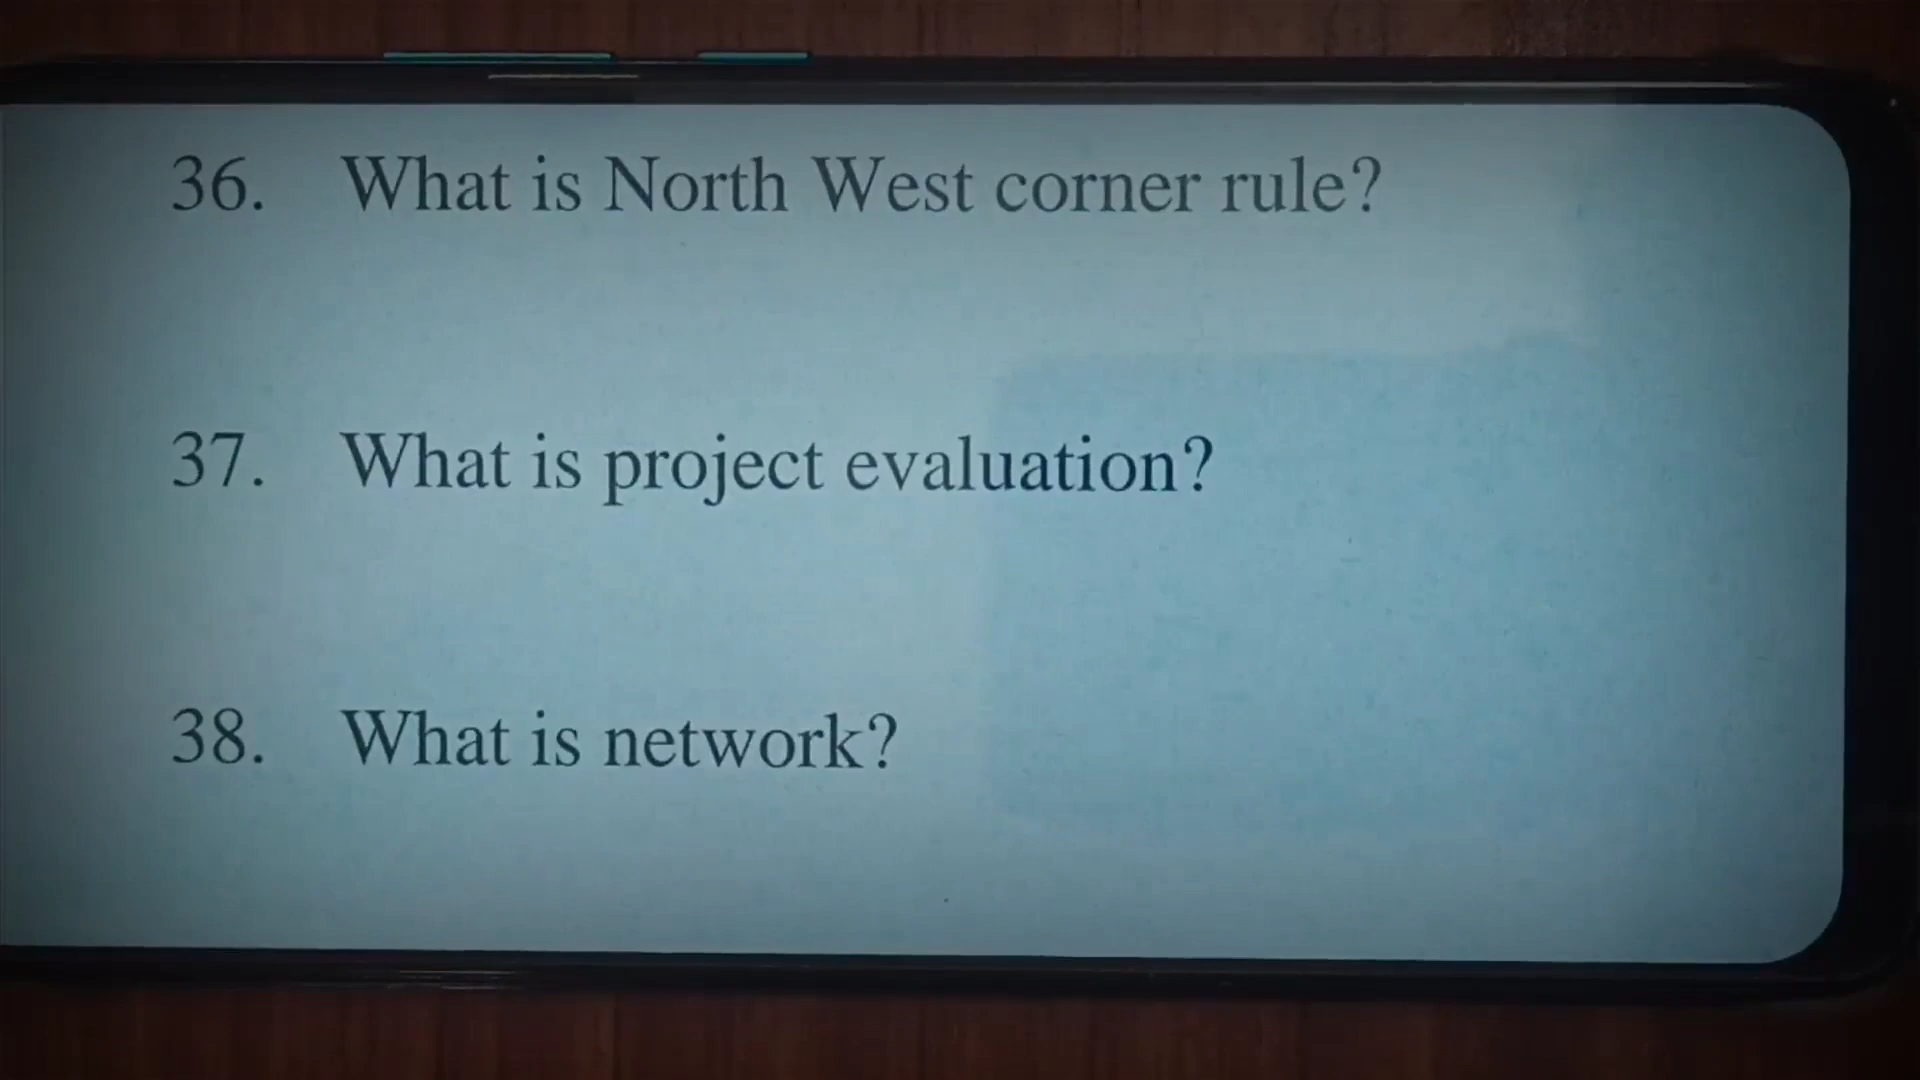 36. What is North West corner rule?
37. What is project evaluation?
38. What is network?